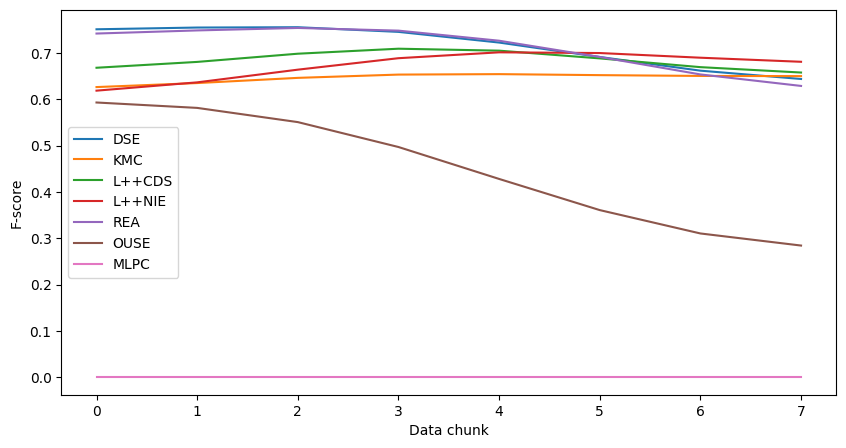 F-score
0.7
0.6
0.5
0.4
0.3
0.2
0.1
0.0
DSE
KMC
L++CDS
L++NIE
REA
OUSE
MLPC
0 1 2 3 4 5 6 7
Data chunk